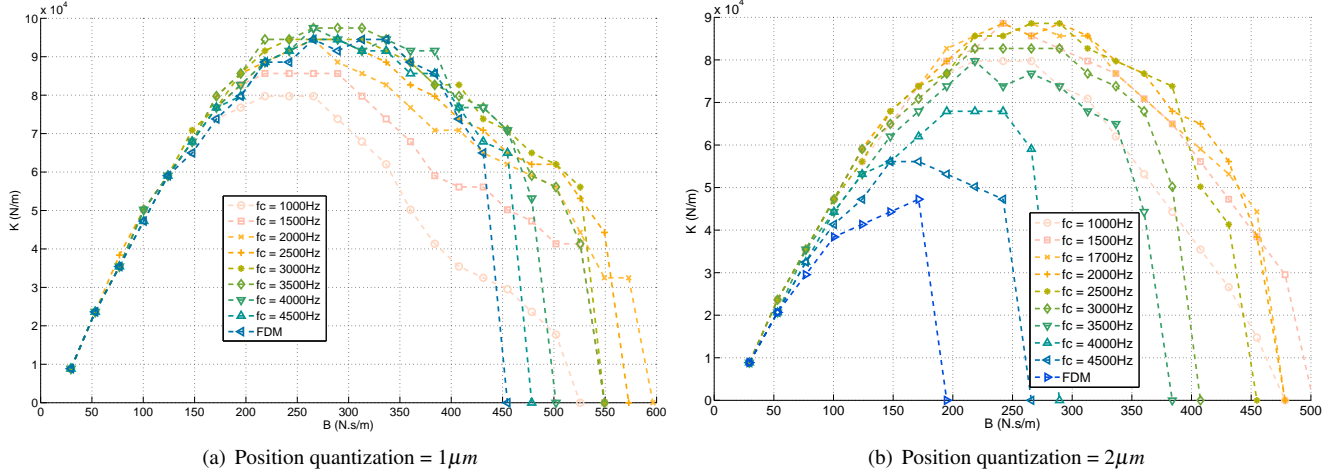 x 10⁴
10
9
8
7
6
5
4
3
2
1
0
K (N/m)
fc = 1000Hz
fc = 1500Hz
fc = 2000Hz
fc = 2500Hz
fc = 3000Hz
fc = 3500Hz
fc = 4000Hz
fc = 4500Hz
FDM
0 50 100 150 200 250 300 350 400 450 500 550 600
B (N.s/m)
(a) Position quantization = 1µm
x 10⁴
9
8
7
6
5
4
3
2
1
0
K (N/m)
fc = 1000Hz
fc = 1500Hz
fc = 1700Hz
fc = 2000Hz
fc = 2500Hz
fc = 3000Hz
fc = 3500Hz
fc = 4000Hz
fc = 4500Hz
FDM
0 50 100 150 200 250 300 350 400 450 500
B (N.s/m)
(b) Position quantization = 2µm